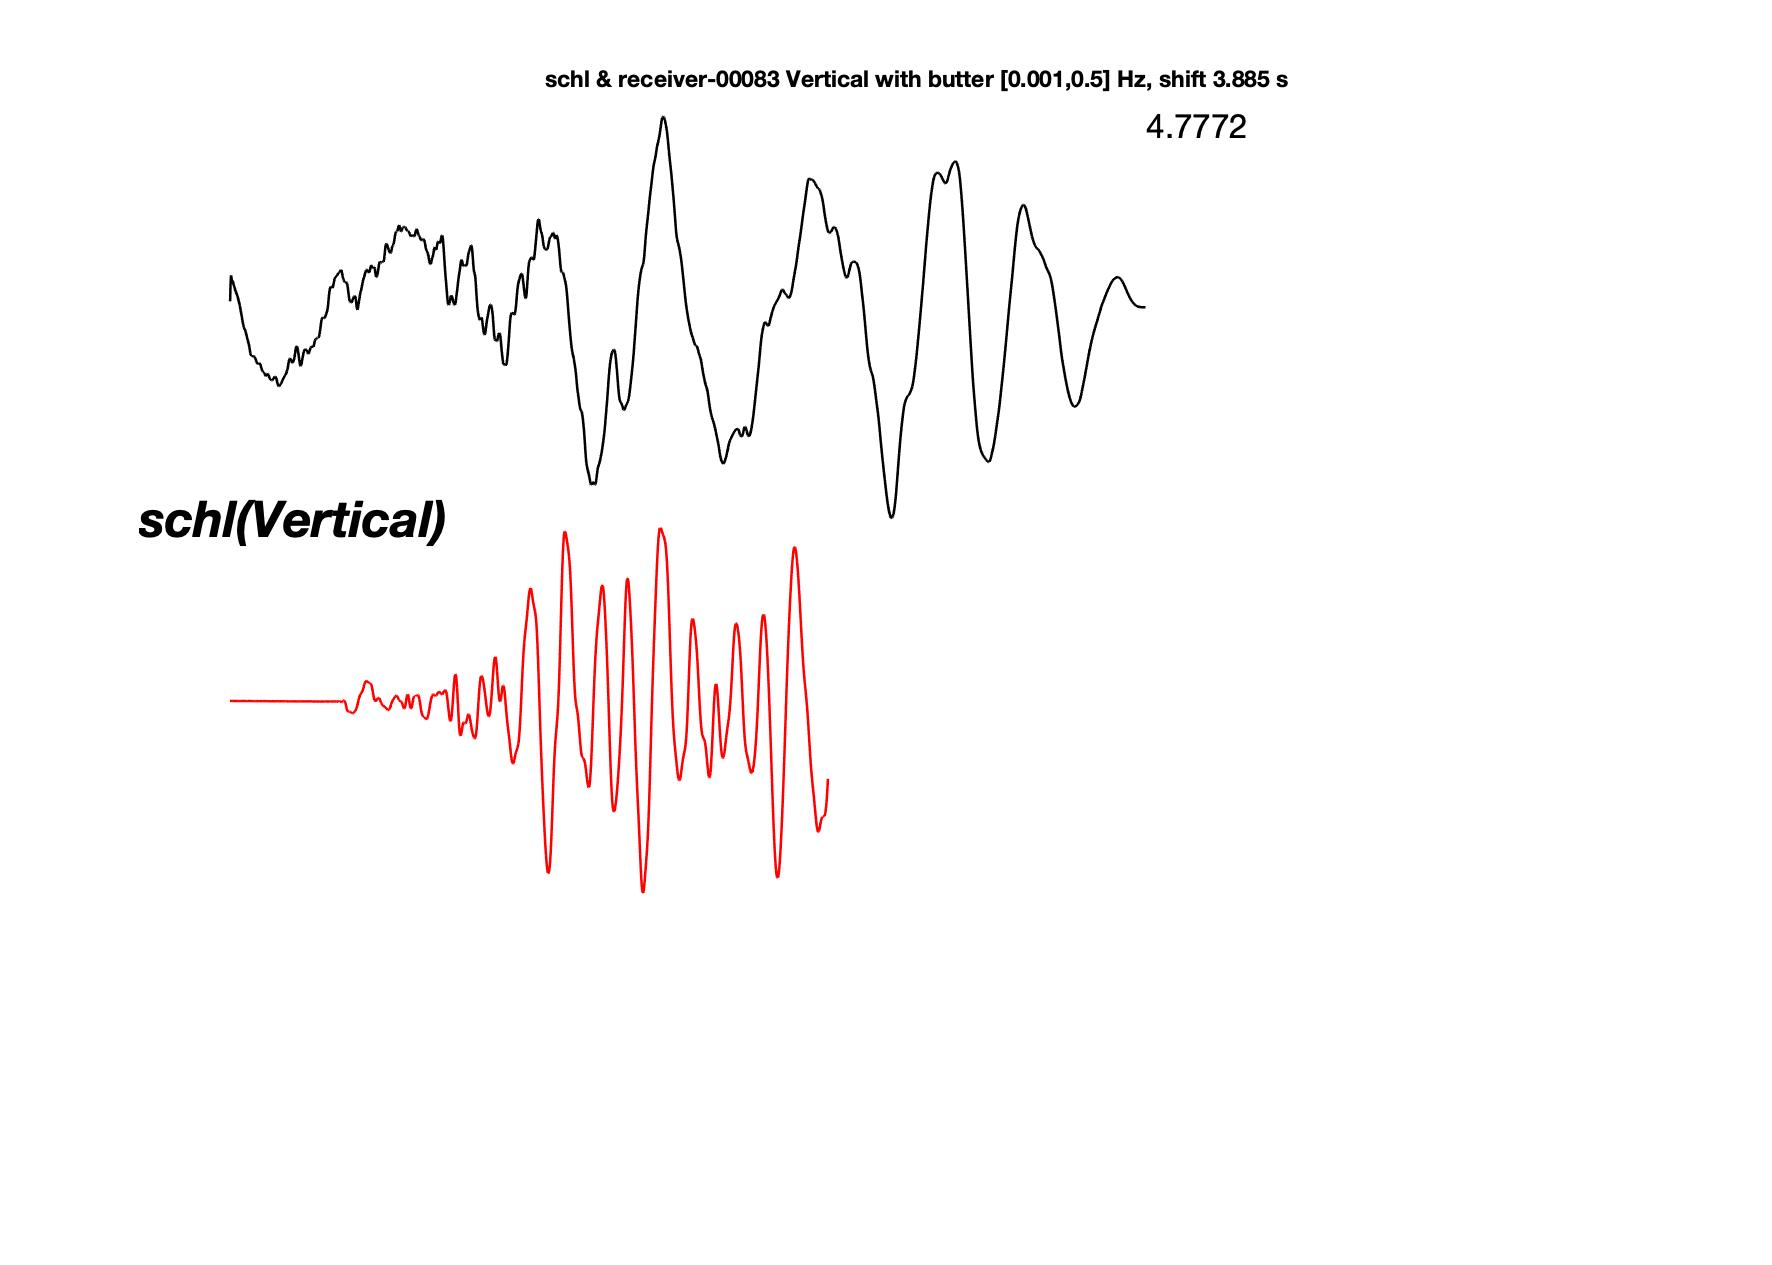 schl & receiver-00083 Vertical with butter [0.001,0.5] Hz, shift 3.885 s
4.7772
schl(Vertical)